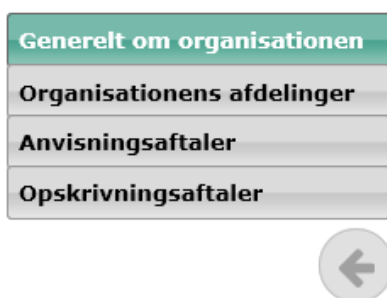 Generelt om organisationen
Organisationens afdelinger
Anvisningsaftaler
Opskrivningsaftaler